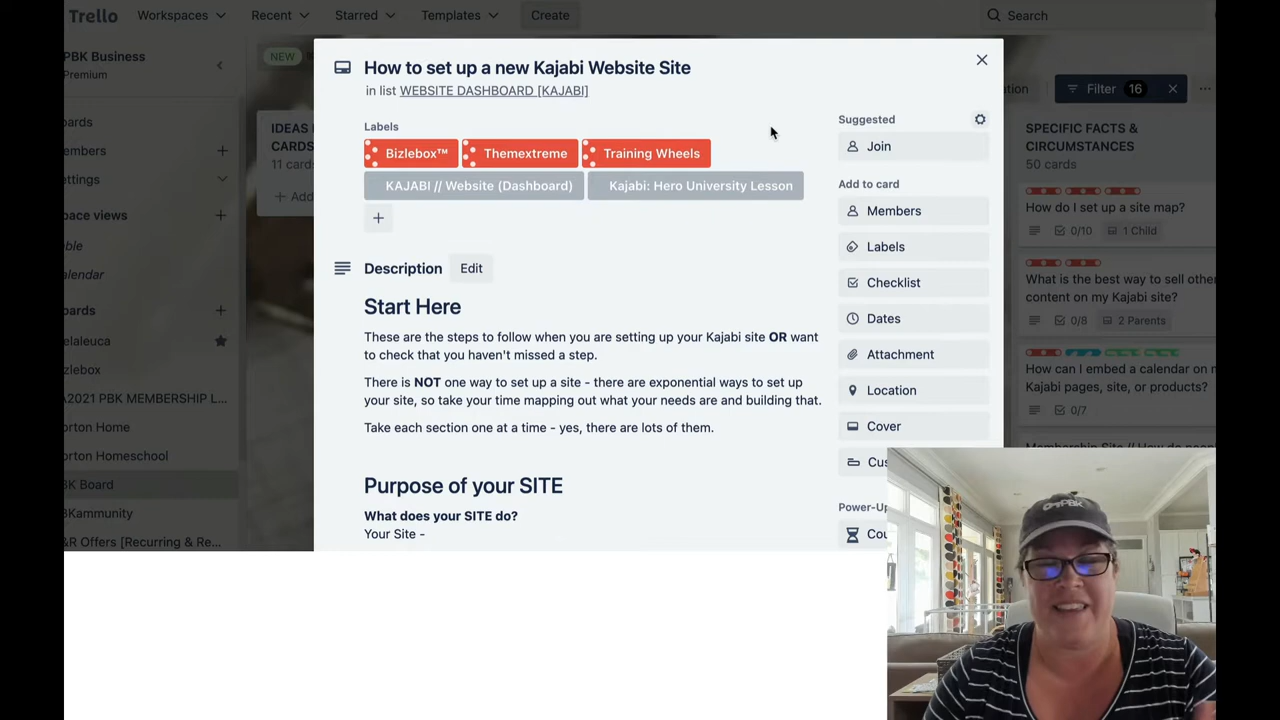 Trello
Workspaces
Recent
Starred
Templates
Create
Search
PBK Business
Premium
NEW
Filter 16
ards
embers
ettings
pace views
ble
alendar
oards
elaleuca
izlebox
A2021 PBK MEMBERSHIP L...
orton Home
orton Homeschool
BK Board
BKammunity
&R Offers [Recurring & Re...
IDEAS
CARDS
11 cards
+ Add
How to set up a new Kajabi Website Site
in list WEBSITE DASHBOARD [KAJABI]
Labels
Bizlebox™ Themextreme Training Wheels
KAJABI // Website (Dashboard) Kajabi: Hero University Lesson
+
Description Edit
Start Here
These are the steps to follow when you are setting up your Kajabi site OR want
to check that you haven't missed a step.
There is NOT one way to set up a site - there are exponential ways to set up
your site, so take your time mapping out what your needs are and building that.
Take each section one at a time - yes, there are lots of them.
Purpose of your SITE
What does your SITE do?
Your Site -
Suggested
Join
Add to card
Members
Labels
Checklist
Dates
Attachment
Location
Cover
Cus
Power-Up
Cou
SPECIFIC FACTS &
CIRCUMSTANCES
50 cards
How do I set up a site map?
0/10 1 Child
What is the best way to sell other
content on my Kajabi site?
0/8 2 Parents
How can I embed a calendar on m
Kajabi pages, site, or products?
0/7
PBK